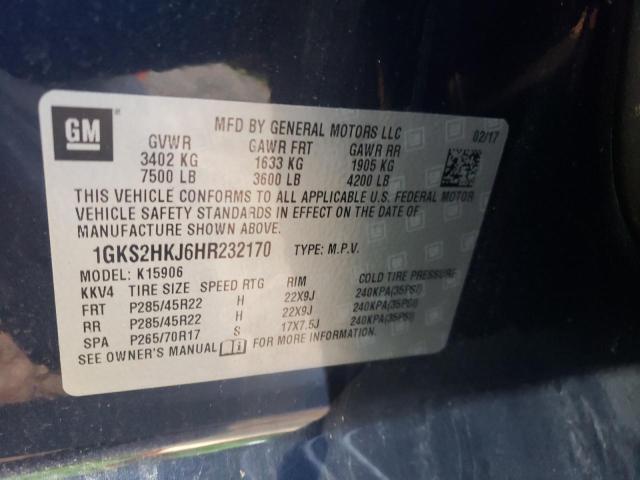 GM
MFD BY GENERAL MOTORS LLC
02/17
GVWR GAWR FRT GAWR RR
3402 KG 1633 KG 1905 KG
7500 LB 3600 LB 4200 LB
THIS VEHICLE CONFORMS TO ALL APPLICABLE U.S. FEDERAL MOTOR
VEHICLE SAFETY STANDARDS IN EFFECT ON THE DATE OF
MANUFACTURE SHOWN ABOVE.
1GKS2HKJ6HR232170 TYPE: M.P.V.
MODEL: K15906
KKV4 TIRE SIZE SPEED RTG RIM COLD TIRE PRESSURE
FRT P285/45R22 H 22X9J 240KPA(35PSI)
RR P285/45R22 H 22X9J 240KPA(35PSI)
SPA P265/70R17 S 17X7.5J 240KPA(35PSI)
SEE OWNER'S MANUAL FOR MORE INFORMATION.